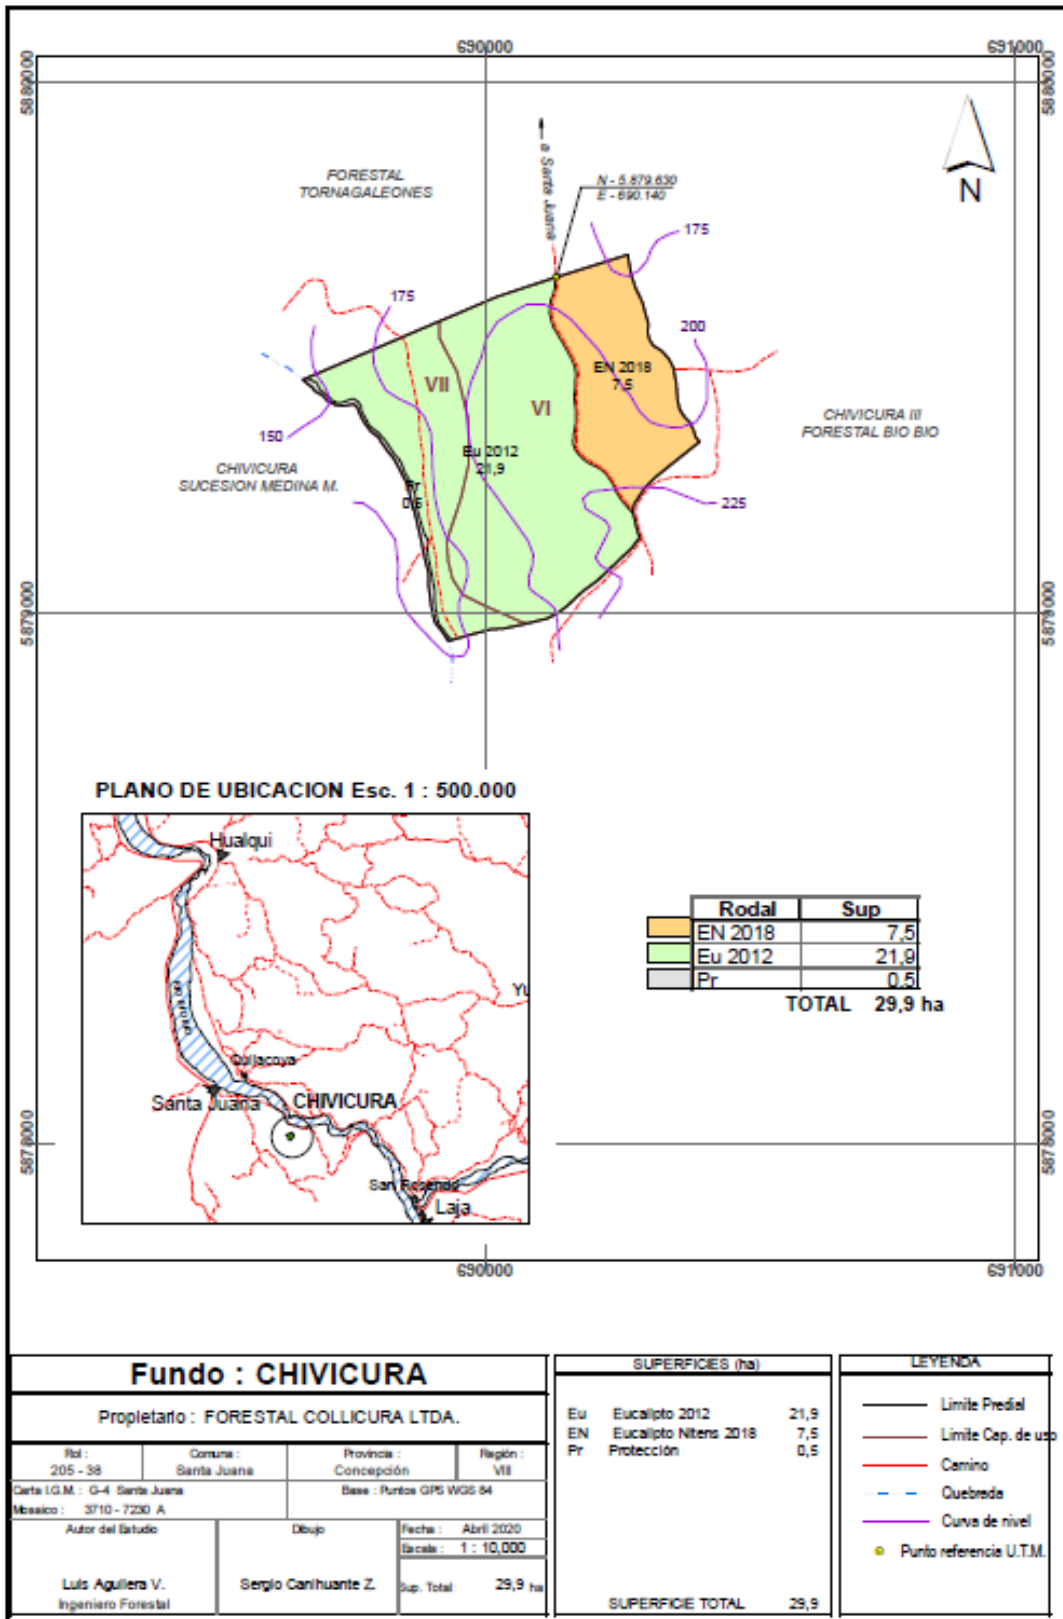 690000
691000
5880000
5880000
a Santa Juana
N - 5.879.630
E - 690.140
N
FORESTAL
TORNAGALEONES
175
175
200
EN 2018
7,5
VII
VI
CHIVICURA III
FORESTAL BIO BIO
150
Eu 2012
21,9
CHIVICURA
SUCESION MEDINA M.
Pr
0,5
225
5879000
5879000
PLANO DE UBICACION Esc. 1 : 500.000
Hualqui
Yu
Quilacoya
Santa Juana
CHIVICURA
San Rosendo
Laja
Rodal Sup
EN 2018 7,5
Eu 2012 21,9
Pr 0,5
TOTAL 29,9 ha
5878000
5878000
690000
691000
Fundo : CHIVICURA
Propietario : FORESTAL COLLICURA LTDA.
Rol : Comuna : Provincia : Región :
205 - 38 Santa Juana Concepción VIII
Carta I.G.M. : G-4 Santa Juana Base : Puntos GPS WGS 84
Mosaico : 3710 - 7230 A
Autor del Estudio Dibujo Fecha : Abril 2020
Escala : 1 : 10,000
Luis Aguilera V. Sergio Canihuante Z. Sup. Total: 29,9 ha
Ingeniero Forestal
SUPERFICIES (ha)
Eu Eucalipto 2012 21,9
EN Eucalipto Nitens 2018 7,5
Pr Protección 0,5
SUPERFICIE TOTAL 29,9
LEYENDA
Limite Predial
Limite Cap. de uso
Camino
Quebrada
Curva de nivel
Punto referencia U.T.M.